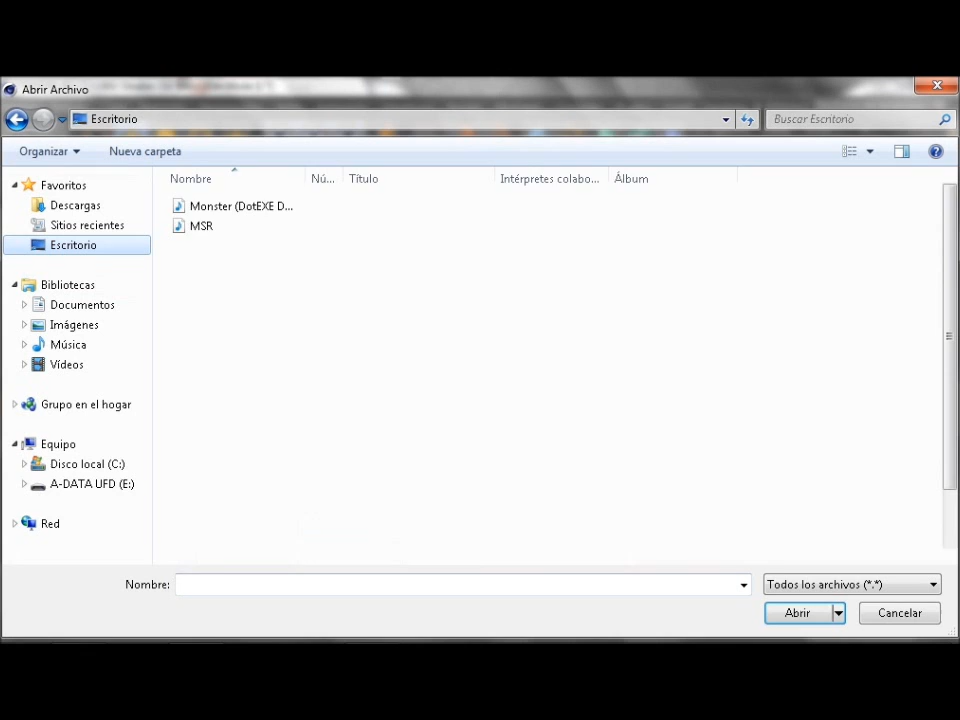 Abrir Archivo
Escritorio
Buscar Escritorio
Organizar
Nueva carpeta
Nombre
Nú...
Título
Intérpretes colabo...
Álbum
Favoritos
Descargas
Sitios recientes
Escritorio
Bibliotecas
Documentos
Imágenes
Música
Vídeos
Grupo en el hogar
Equipo
Disco local (C:)
A-DATA UFD (E:)
Red
Monster (DotEXE D...
MSR
Nombre:
Todos los archivos (*.*)
Abrir
Cancelar